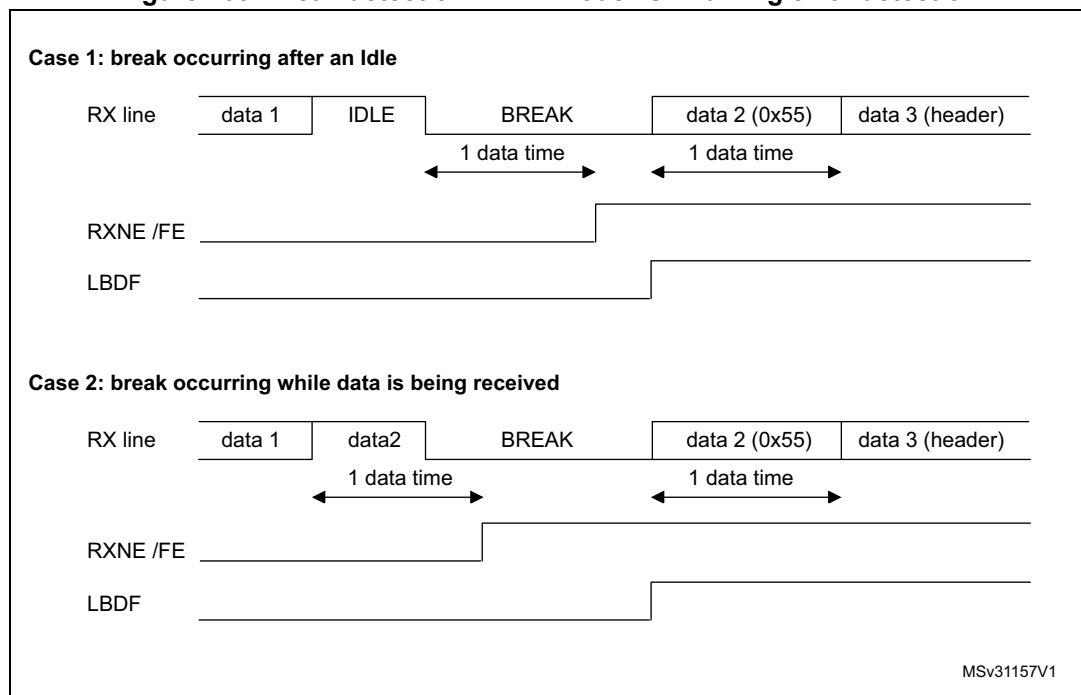 Case 1: break occurring after an Idle
RX line data 1 IDLE BREAK data 2 (0x55) data 3 (header)
1 data time 1 data time
RXNE /FE
LBDF
Case 2: break occurring while data is being received
RX line data 1 data2 BREAK data 2 (0x55) data 3 (header)
1 data time 1 data time
RXNE /FE
LBDF
MSv31157V1